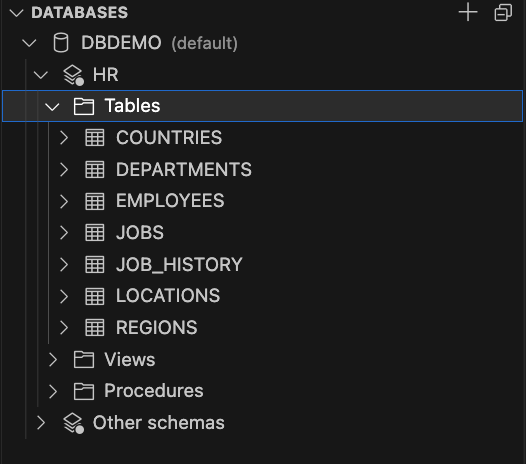 DATABASES
DBDEMO (default)
HR
Tables
COUNTRIES
DEPARTMENTS
EMPLOYEES
JOBS
JOB_HISTORY
LOCATIONS
REGIONS
Views
Procedures
Other schemas